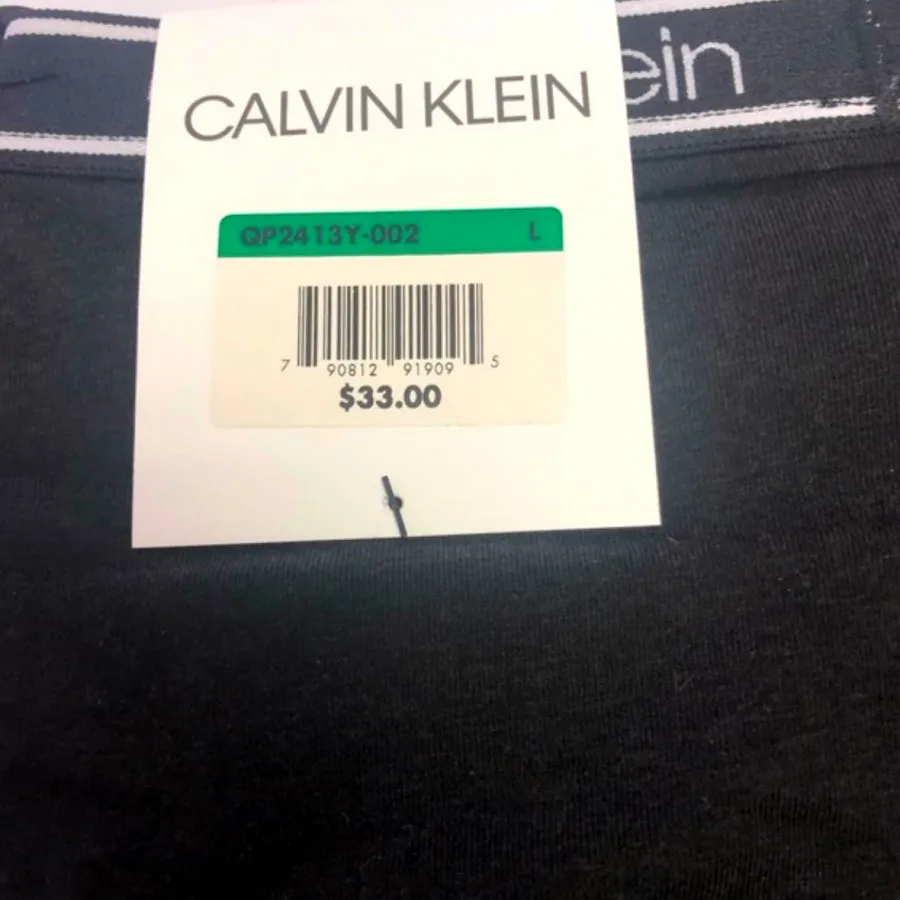 ein
CALVIN KLEIN
QP2413Y-002 L
7 90812 91909 5
$33.00